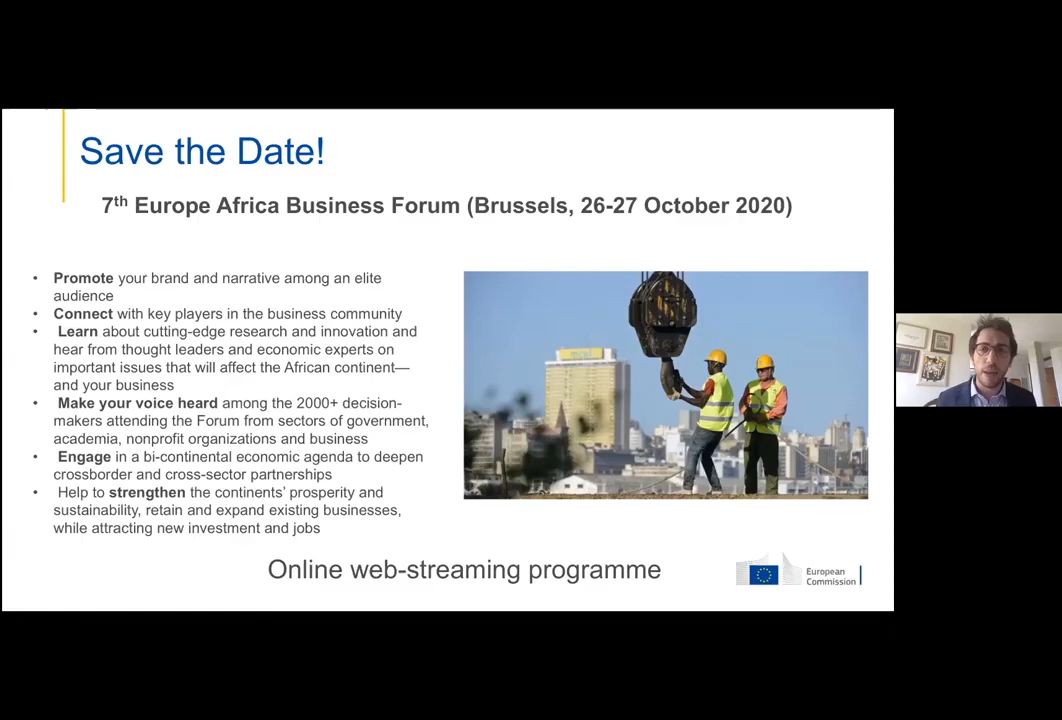 Save the Date!
7th Europe Africa Business Forum (Brussels, 26-27 October 2020)
• Promote your brand and narrative among an elite
audience
• Connect with key players in the business community
• Learn about cutting-edge research and innovation and
hear from thought leaders and economic experts on
important issues that will affect the African continent—
and your business
• Make your voice heard among the 2000+ decision-
makers attending the Forum from sectors of government,
academia, nonprofit organizations and business
• Engage in a bi-continental economic agenda to deepen
crossborder and cross-sector partnerships
• Help to strengthen the continents' prosperity and
sustainability, retain and expand existing businesses,
while attracting new investment and jobs
Online web-streaming programme
European
Commission